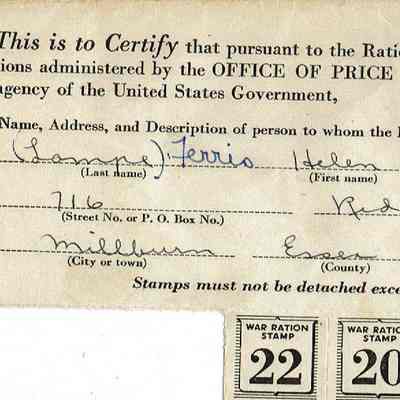 This is to Certify that pursuant to the Ratio
ions administered by the OFFICE OF PRICE
agency of the United States Government,
Name, Address, and Description of person to whom the
(Lampe) Ferris Helen
(Last name) (First name)
716 Rid
(Street No. or P. O. Box No.)
Millburn Essex
(City or town) (County)
Stamps must not be detached exce
WAR RATION STAMP 22
WAR RATIO STAMP 20